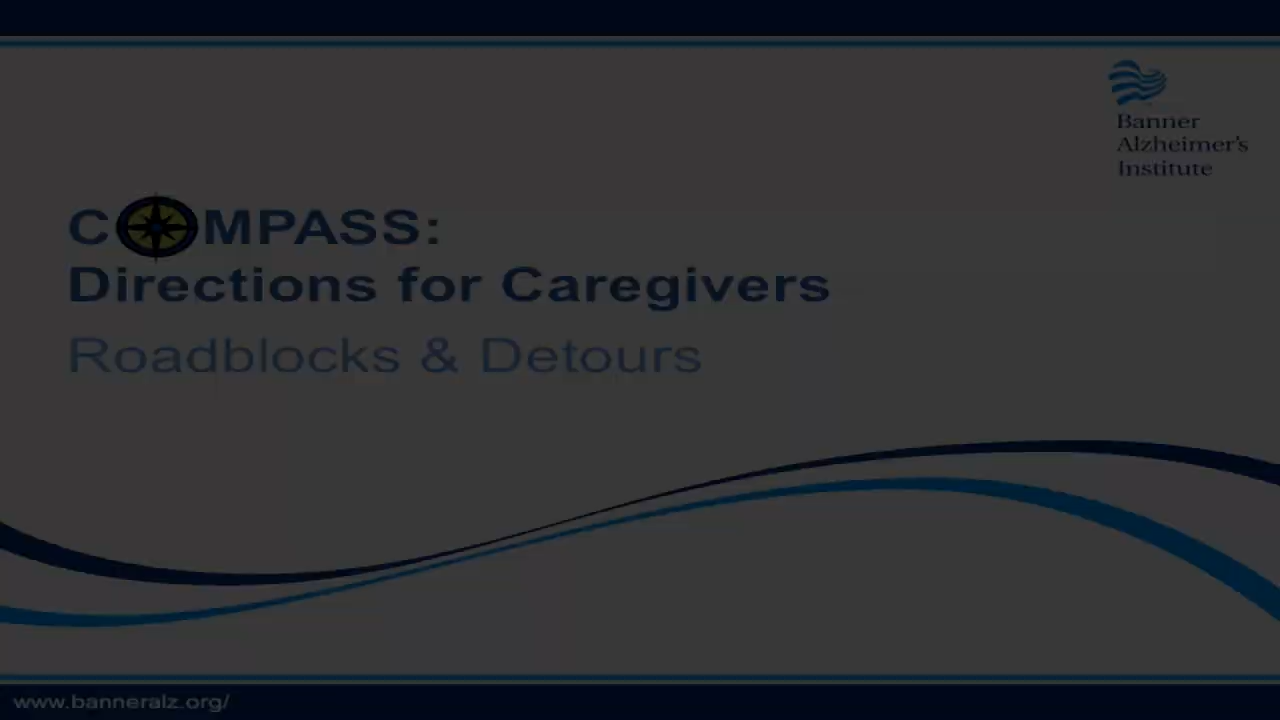 Banner
Alzheimer's
Institute
COMPASS:
Directions for Caregivers
Roadblocks & Detours
www.banneralz.org/